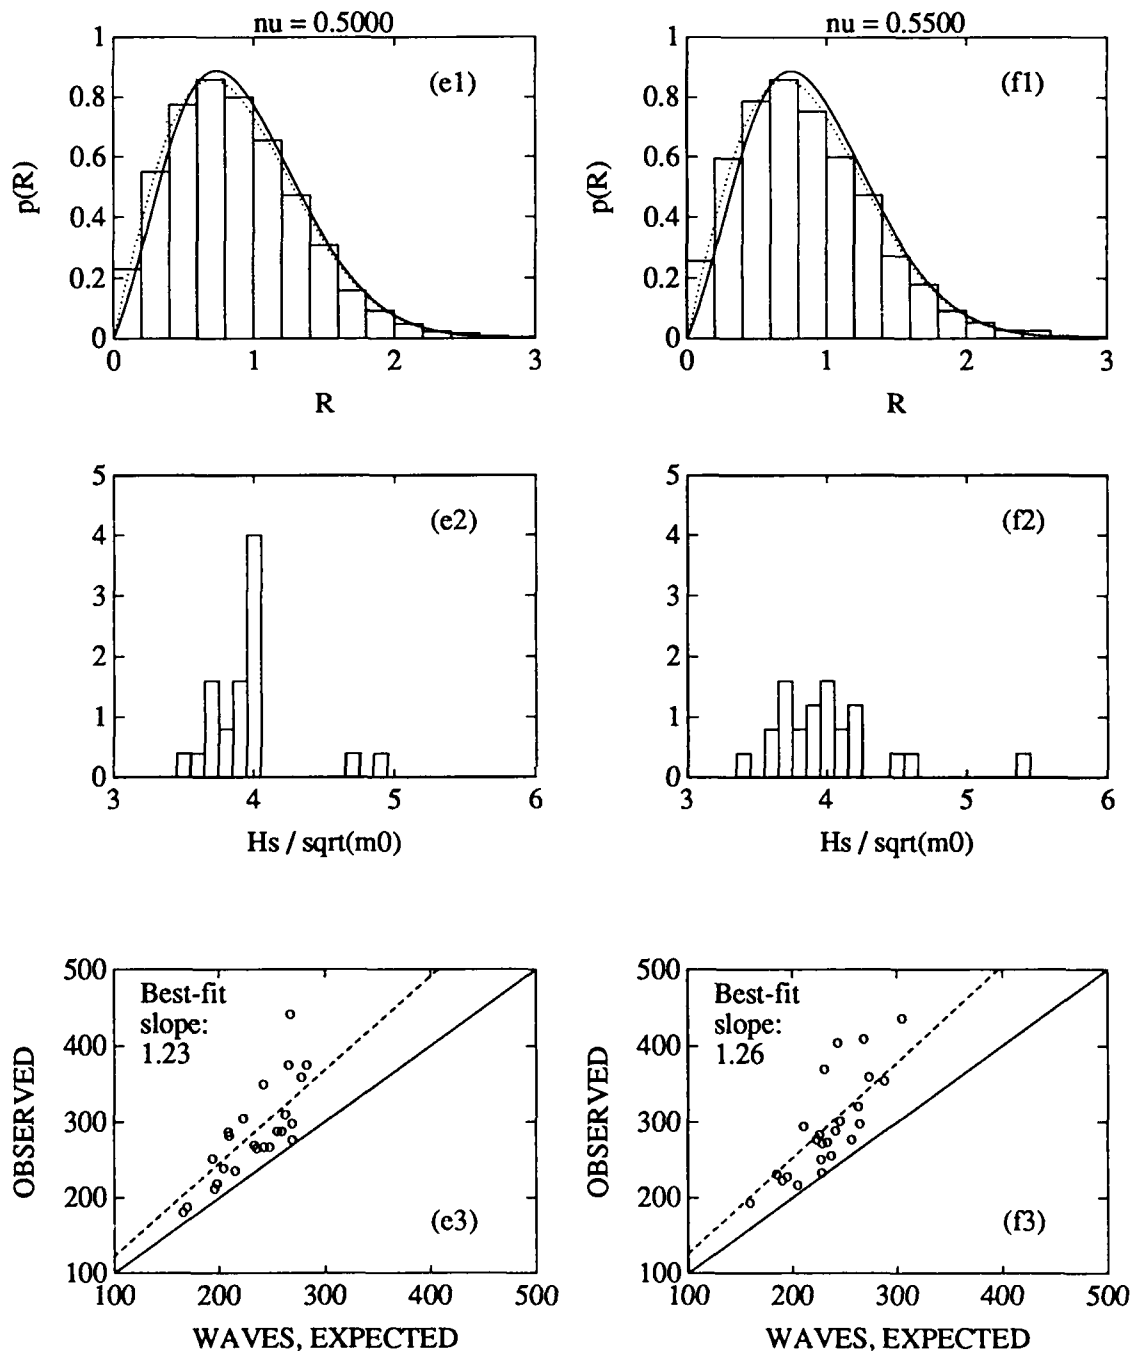 nu = 0.5000
1
0.8
0.6
0.4
0.2
0
p(R)
(e1)
0 1 2 3
R
nu = 0.5500
1
0.8
0.6
0.4
0.2
0
p(R)
(f1)
0 1 2 3
R
5
4
3
2
1
0
(e2)
3 4 5 6
Hs / sqrt(m0)
5
4
3
2
1
0
(f2)
3 4 5 6
Hs / sqrt(m0)
500
400
300
200
100
OBSERVED
Best-fit
slope:
1.23
(e3)
100 200 300 400 500
WAVES, EXPECTED
500
400
300
200
100
OBSERVED
Best-fit
slope:
1.26
(f3)
100 200 300 400 500
WAVES, EXPECTED